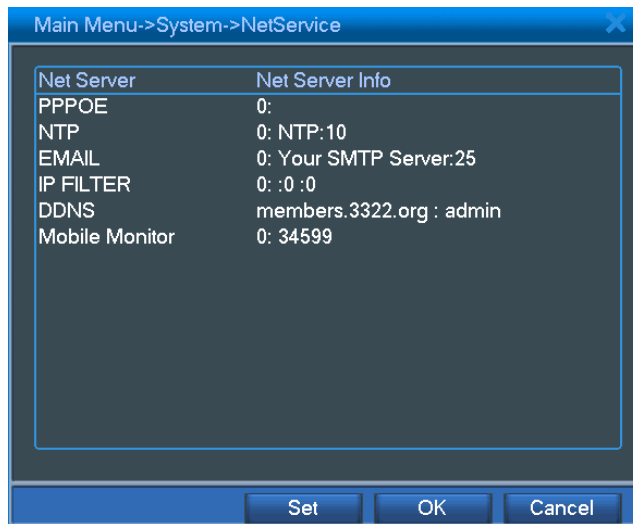 Main Menu->System->NetService
Net Server Net Server Info
PPPOE 0:
NTP 0: NTP:10
EMAIL 0: Your SMTP Server:25
IP FILTER 0: :0 :0
DDNS members.3322.org : admin
Mobile Monitor 0: 34599
Set OK Cancel